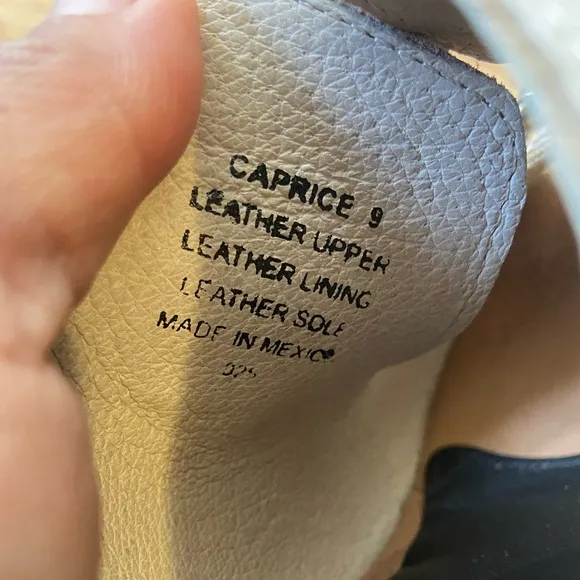 CAPRICE 9
LEATHER UPPER
LEATHER LINING
LEATHER SOLE
MADE IN MEXICO